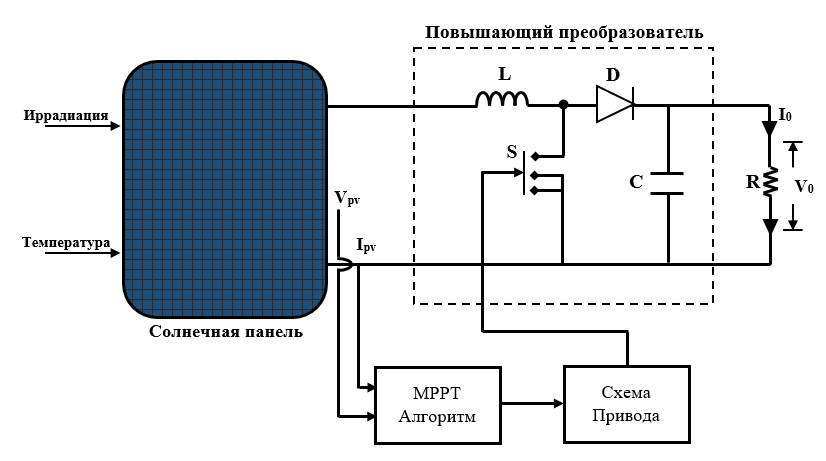 Повышающий преобразователь
L
D
Иррадиация
I0
S
C
R
V0
Vpv
Температура
Ipv
Солнечная панель
MPPT
Алгоритм
Схема
Привода